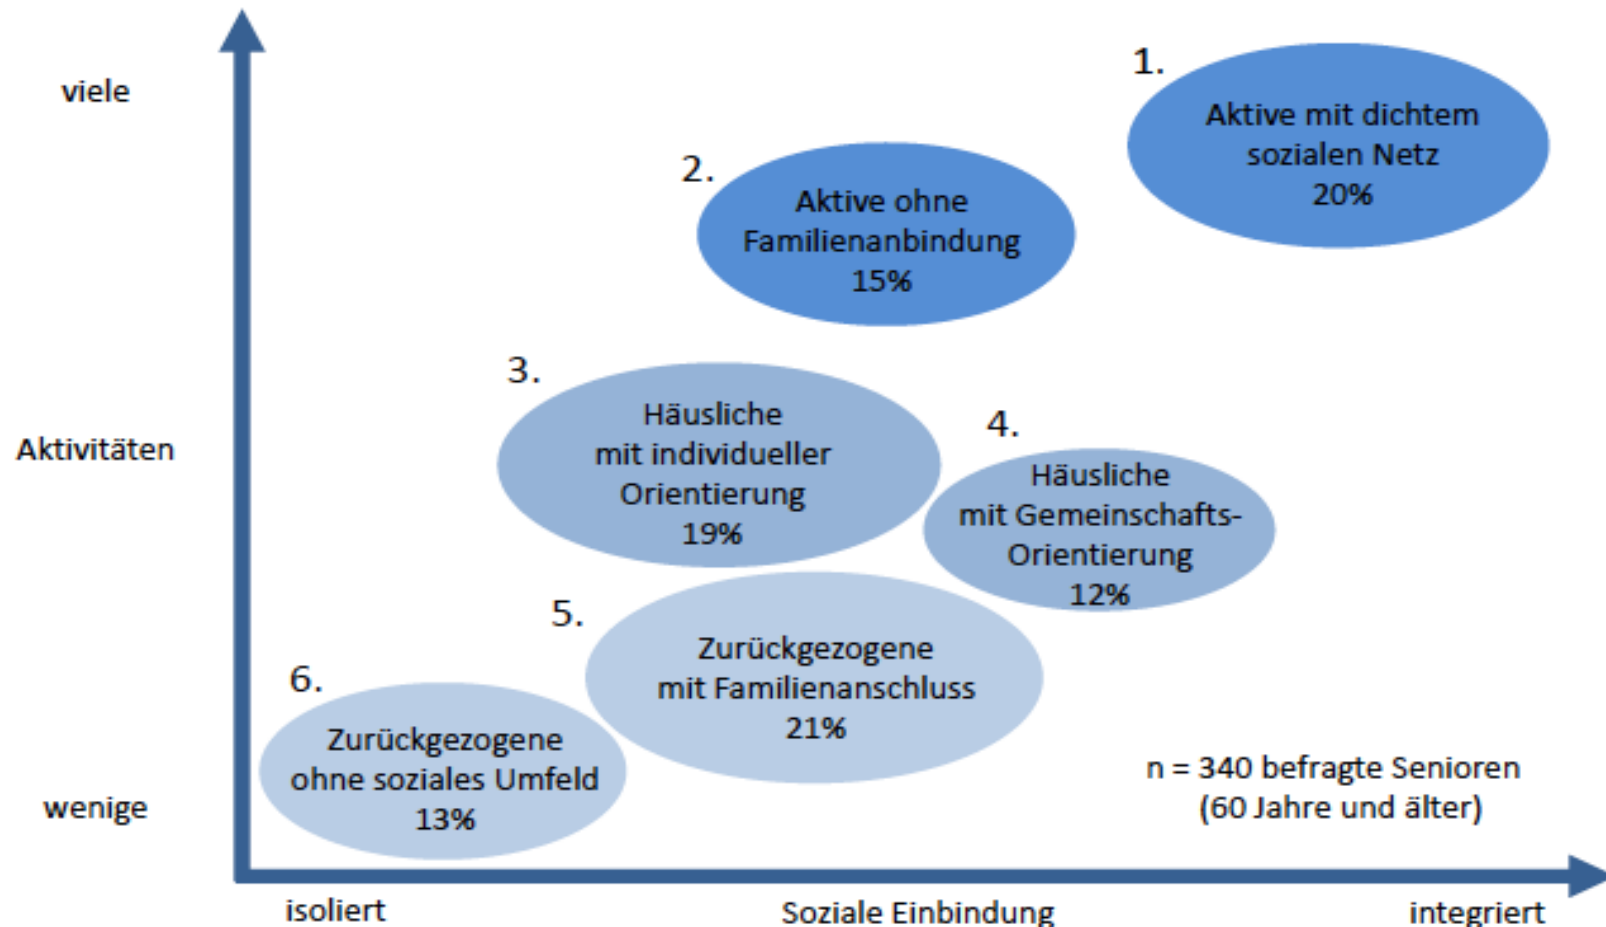 viele
1.
Aktive mit dichtem
sozialen Netz
20%
2.
Aktive ohne
Familienanbindung
15%
3.
Häusliche
mit individueller
Orientierung
19%
Aktivitäten
4.
Häusliche
mit Gemeinschafts-
Orientierung
12%
5.
Zurückgezogene
mit Familienanschluss
21%
6.
Zurückgezogene
ohne soziales Umfeld
13%
n = 340 befragte Senioren
(60 Jahre und älter)
wenige
isoliert
Soziale Einbindung
integriert